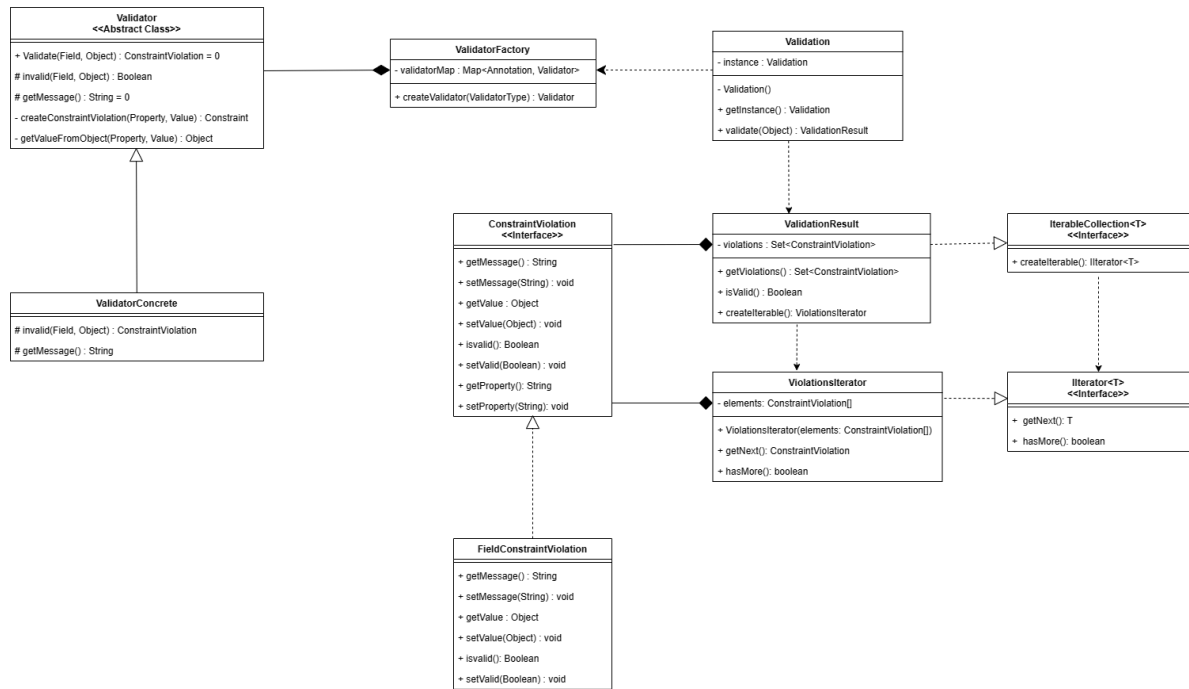 Validator
<<Abstract Class>>
+ Validate(Field, Object) : ConstraintViolation = 0
# invalid(Field, Object) : Boolean
# getMessage() : String = 0
- createConstraintViolation(Property, Value) : Constraint
- getValueFromObject(Property, Value) : Object
ValidatorFactory
- validatorMap : Map<Annotation, Validator>
+ createValidator(ValidatorType) : Validator
Validation
- instance : Validation
- Validation()
+ getInstance() : Validation
+ validate(Object) : ValidationResult
ConstraintViolation
<<Interface>>
+ getMessage() : String
+ setMessage(String) : void
+ getValue : Object
+ setValue(Object) : void
+ isvalid(): Boolean
+ setValid(Boolean) : void
+ getProperty(): String
+ setProperty(String): void
ValidationResult
- violations : Set<ConstraintViolation>
+ getViolations() : Set<ConstraintViolation>
+ isValid() : Boolean
+ createIterable(): ViolationsIterator
IterableCollection<T>
<<Interface>>
+ createIterable(): IIterator<T>
ValidatorConcrete
# invalid(Field, Object) : ConstraintViolation
# getMessage() : String
ViolationsIterator
- elements: ConstraintViolation[]
+ ViolationsIterator(elements: ConstraintViolation[])
+ getNext(): ConstraintViolation
+ hasMore(): boolean
IIterator<T>
<<Interface>>
+ getNext(): T
+ hasMore(): boolean
FieldConstraintViolation
+ getMessage() : String
+ setMessage(String) : void
+ getValue : Object
+ setValue(Object) : void
+ isvalid(): Boolean
+ setValid(Boolean) : void